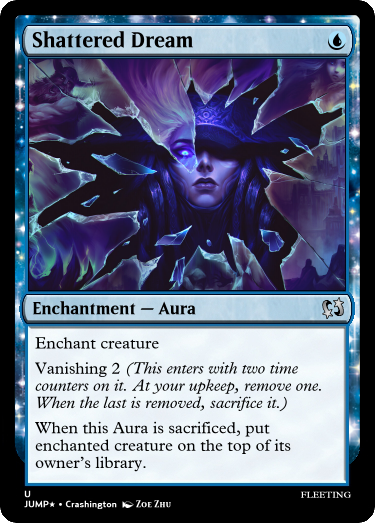 Shattered Dream
Enchantment — Aura
Enchant creature
Vanishing 2 (This enters with two time
counters on it. At your upkeep, remove one.
When the last is removed, sacrifice it.)
When this Aura is sacrificed, put
enchanted creature on the top of its
owner's library.
U
JUMP★ • Crashington Zoe Zhu
FLEETING